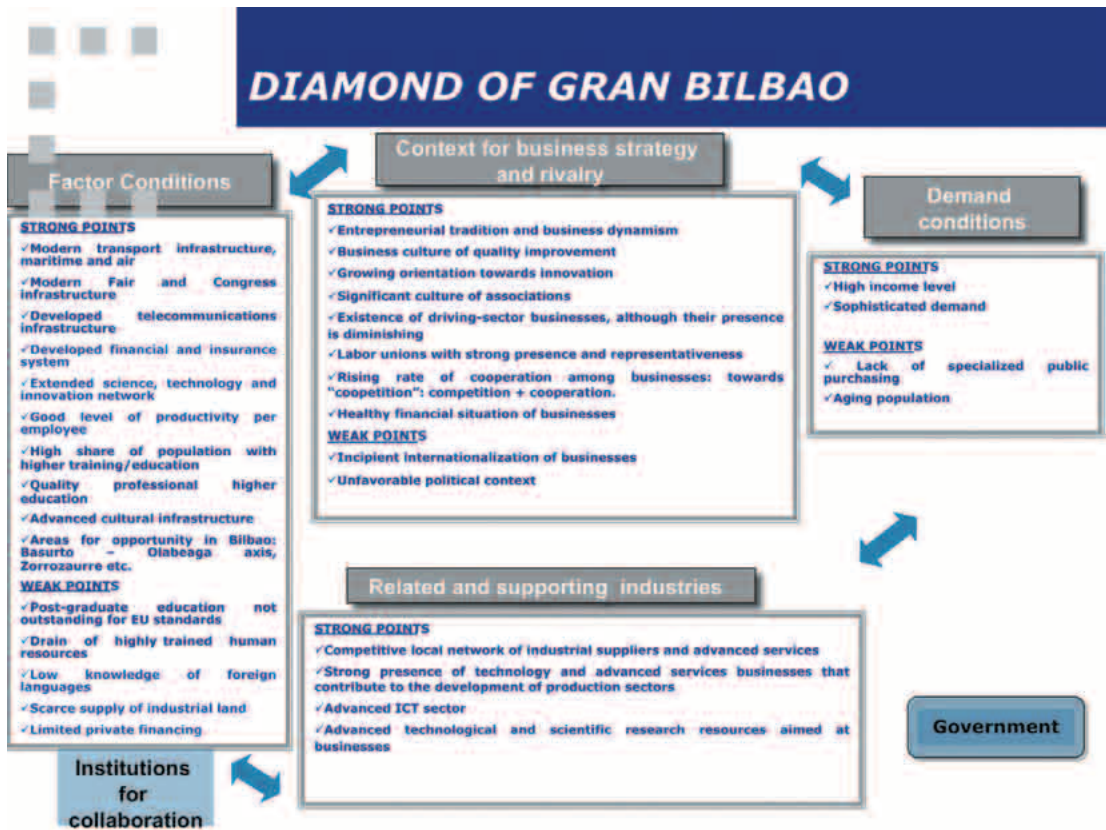 DIAMOND OF GRAN BILBAO
Factor Conditions
STRONG POINTS
✓Modern transport infrastructure,
maritime and air
✓Modern Fair and Congress
infrastructure
✓Developed telecommunications
infrastructure
✓Developed financial and insurance
system
✓Extended science, technology and
innovation network
✓Good level of productivity per
employee
✓High share of population with
higher training/education
✓Quality professional higher
education
✓Advanced cultural infrastructure
✓Areas for opportunity in Bilbao:
Basurto – Olabeaga axis,
Zorrozaurre etc.
WEAK POINTS
✓Post-graduate education not
outstanding for EU standards
✓Drain of highly trained human
resources
✓Low knowledge of foreign
languages
✓Scarce supply of industrial land
✓Limited private financing
Context for business strategy
and rivalry
STRONG POINTS
✓Entrepreneurial tradition and business dynamism
✓Business culture of quality improvement
✓Growing orientation towards innovation
✓Significant culture of associations
✓Existence of driving-sector businesses, although their presence
is diminishing
✓Labor unions with strong presence and representativeness
✓Rising rate of cooperation among businesses: towards
"coopetition": competition + cooperation.
✓Healthy financial situation of businesses
WEAK POINTS
✓Incipient internationalization of businesses
✓Unfavorable political context
Demand
conditions
STRONG POINTS
✓High income level
✓Sophisticated demand
WEAK POINTS
✓ Lack of specialized public
purchasing
✓Aging population
Related and supporting industries
STRONG POINTS
✓Competitive local network of industrial suppliers and advanced services
✓Strong presence of technology and advanced services businesses that
contribute to the development of production sectors
✓Advanced ICT sector
✓Advanced technological and scientific research resources aimed at
businesses
Government
Institutions
for
collaboration